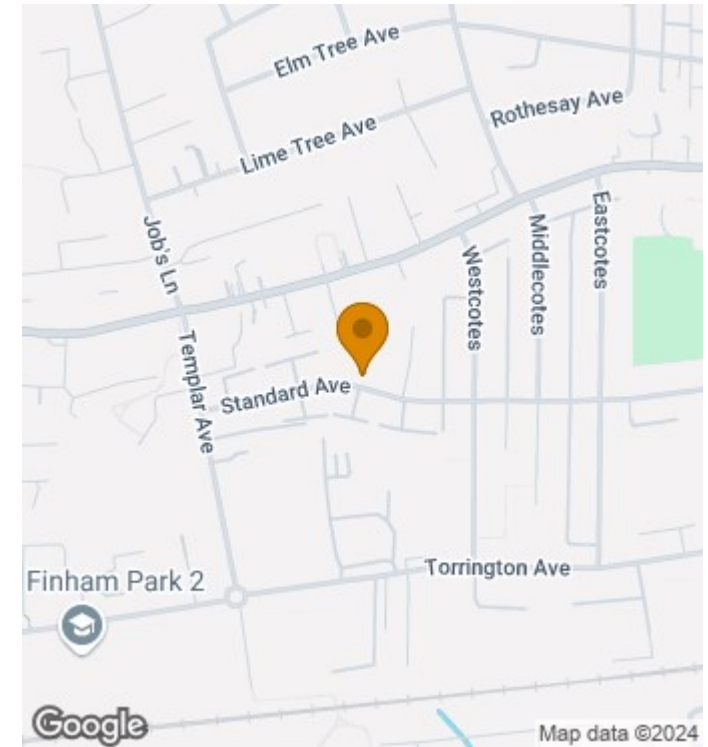 Elm Tree Ave
Rothesay Ave
Lime Tree Ave
Job's Ln
Eastcotes
Middlecotes
Westcotes
Templar Ave
Standard Ave
Torrington Ave
Finham Park 2
Google
Map data ©2024